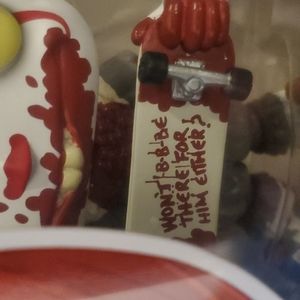 WON'T B-B-BE
THERE FOR
HIM EITHER?